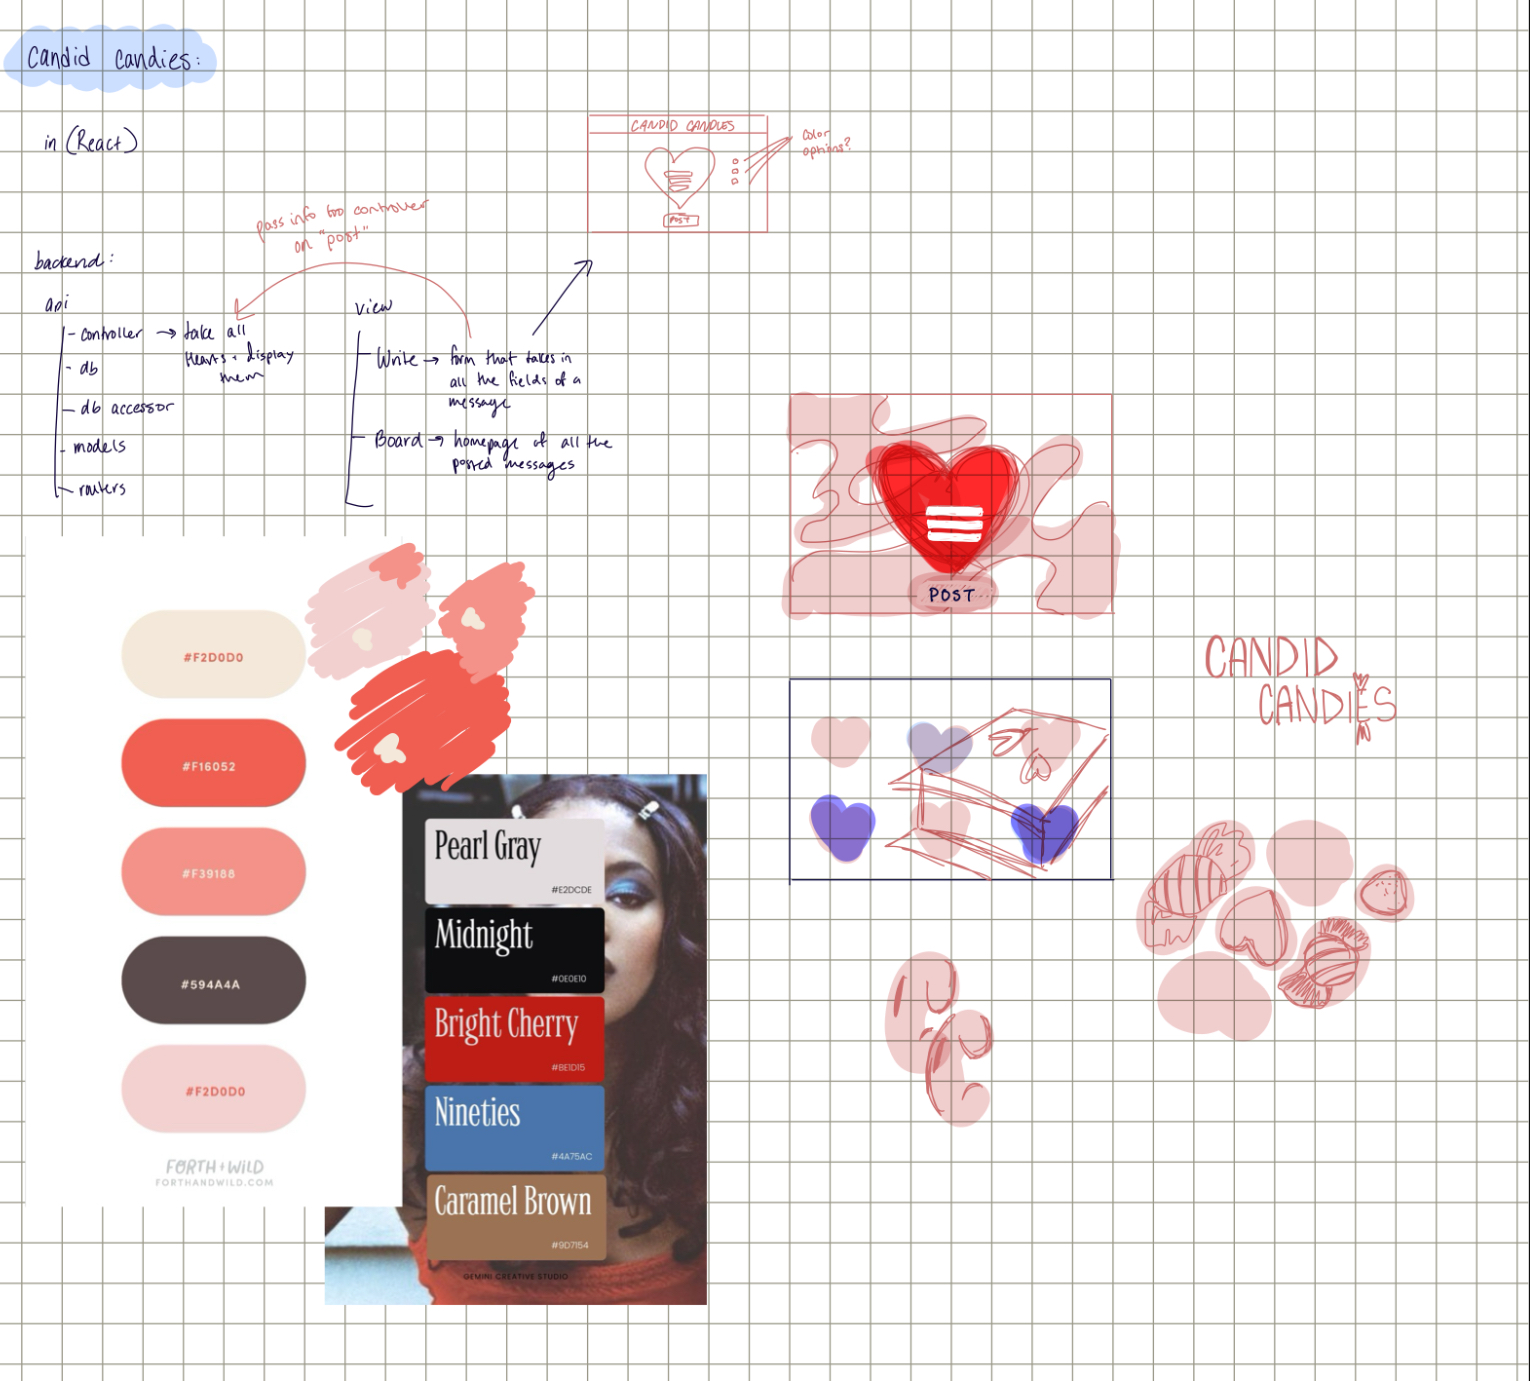 Candid Candies:
in (React)
CANDID CANDIES
POST
color
options?
pass info too controller
on "post"
backend:
api
- controller → take all
Hearts + display
them
- db
- db accessor
- models
- routers
view
- Write → form that takes in
all the fields of a
message
- Board → homepage of all the
posted messages
POST
CANDID
CANDIES
#F2D0D0
#F16052
#F39188
#594A4A
#F2D0D0
FORTH + WILD
FORTHANDWILD.COM
Pearl Gray
#E2DCDE
Midnight
#0E0E10
Bright Cherry
#BE1D15
Nineties
#4A75AC
Caramel Brown
#9D7154
GEMINI CREATIVE STUDIO